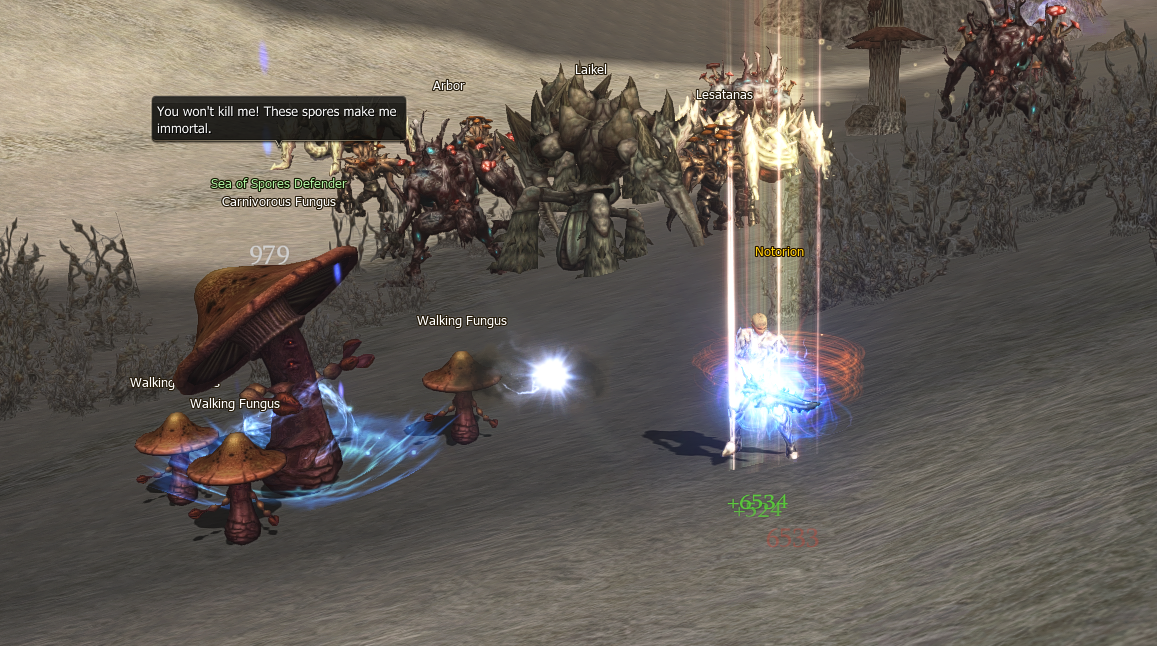 Laikel
Arbor
Lesatanas
You won't kill me! These spores make me
immortal.
Sea of Spores Defender
Carnivorous Fungus
979
Notorion
Walking Fungus
Walking
Walking Fungus
+6534
+524